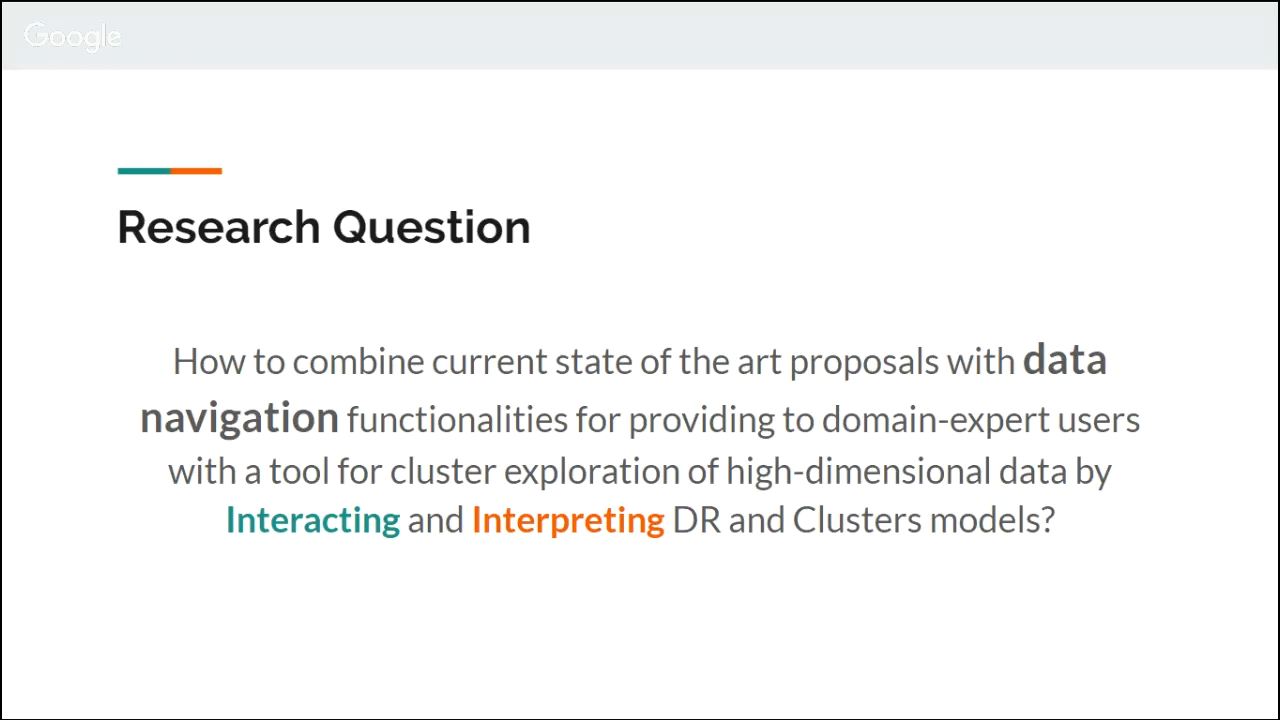 Google
Research Question
How to combine current state of the art proposals with data
navigation functionalities for providing to domain-expert users
with a tool for cluster exploration of high-dimensional data by
Interacting and Interpreting DR and Clusters models?